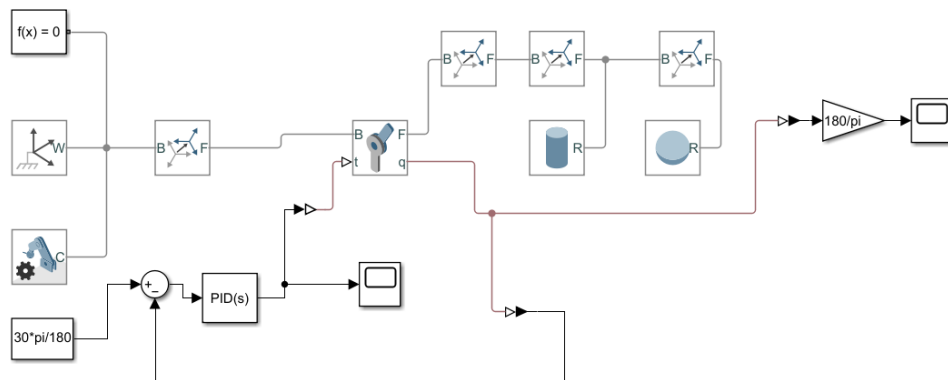 f(x) = 0
B F
B F
B F
W
B F
B F
t q
R
R
180/pi
C
+
−
PID(s)
30*pi/180